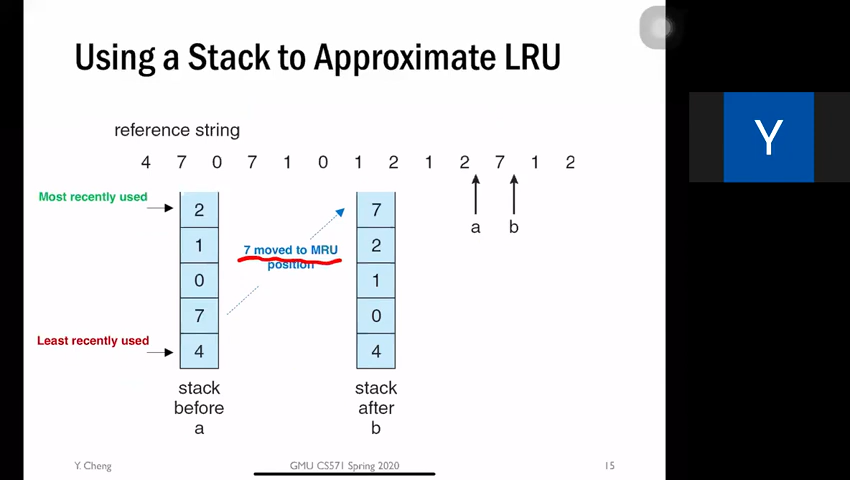 Using a Stack to Approximate LRU
reference string
4 7 0 7 1 0 1 2 1 2 7 1 2
a b
Most recently used
2
1
0
7
4
7 moved to MRU
position
7
2
1
0
4
Least recently used
stack
before
a
stack
after
b
Y. Cheng
GMU CS571 Spring 2020
15
Y